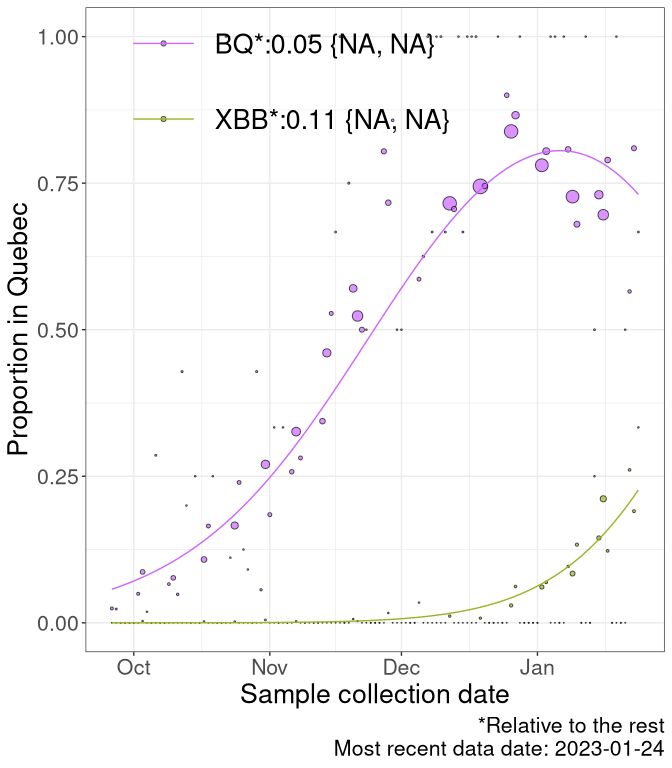 1.00
BQ*:0.05 {NA, NA}
XBB*:0.11 {NA, NA}
0.75
0.50
0.25
0.00
Proportion in Quebec
Oct Nov Dec Jan
Sample collection date
*Relative to the rest
Most recent data date: 2023-01-24